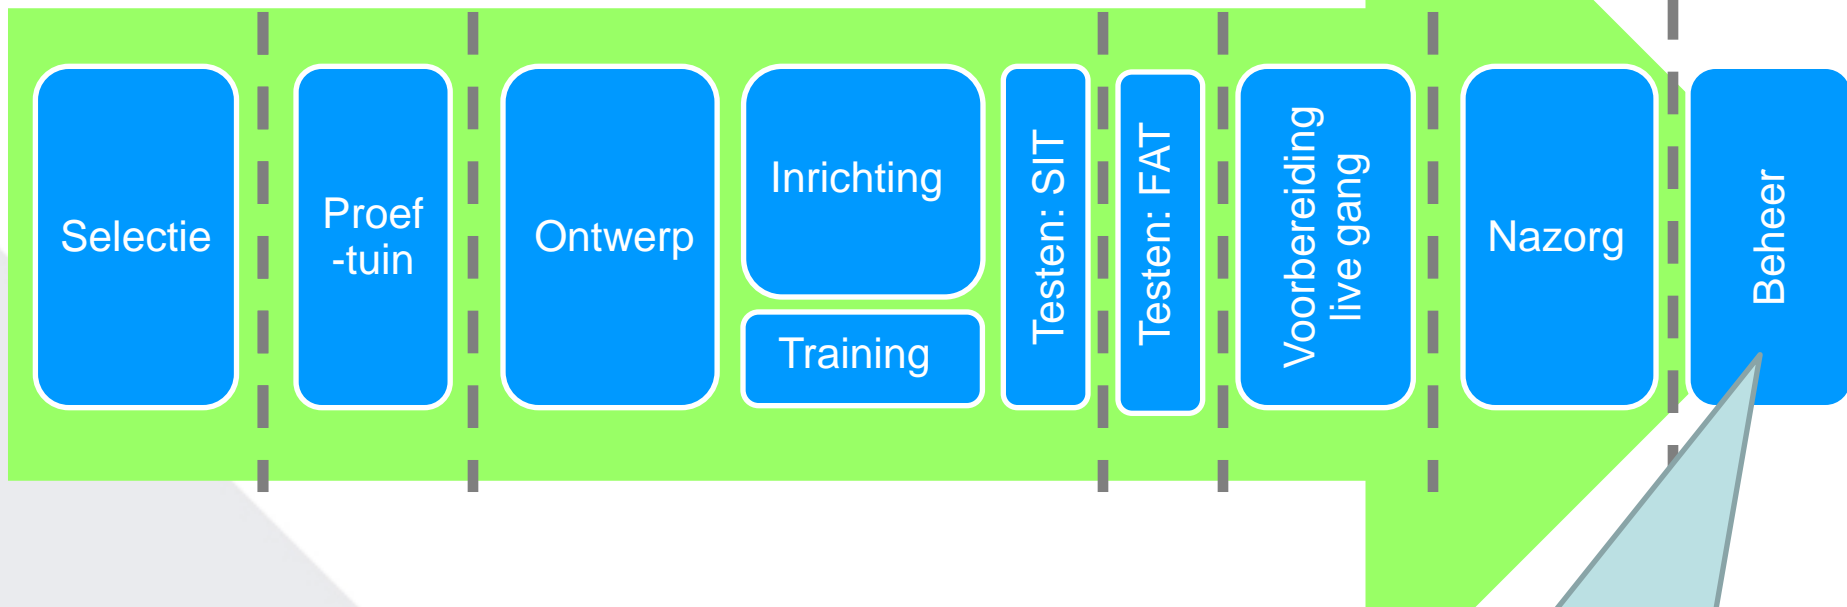 Selectie
Proef
-tuin
Ontwerp
Inrichting
Training
Testen: SIT
Testen: FAT
Voorbereiding
live gang
Nazorg
Beheer